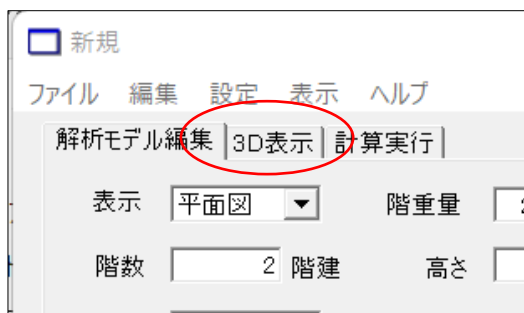 新規
ファイル 編集 設定 表示 ヘルプ
解析モデル編集 3D表示 計算実行
表示 平面図 階重量
階数 2 階建 高さ